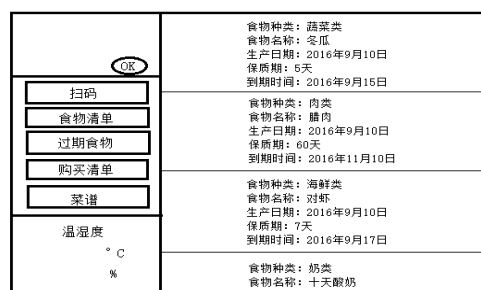 OK
扫码
食物清单
过期食物
购买清单
菜谱
温湿度
°C
%
食物种类：蔬菜类
食物名称：冬瓜
生产日期：2016年9月10日
保质期：5天
到期时间：2016年9月15日
食物种类：肉类
食物名称：腊肉
生产日期：2016年9月10日
保质期：60天
到期时间：2016年11月10日
食物种类：海鲜类
食物名称：对虾
生产日期：2016年9月10日
保质期：7天
到期时间：2016年9月17日
食物种类：奶类
食物名称：十天酸奶